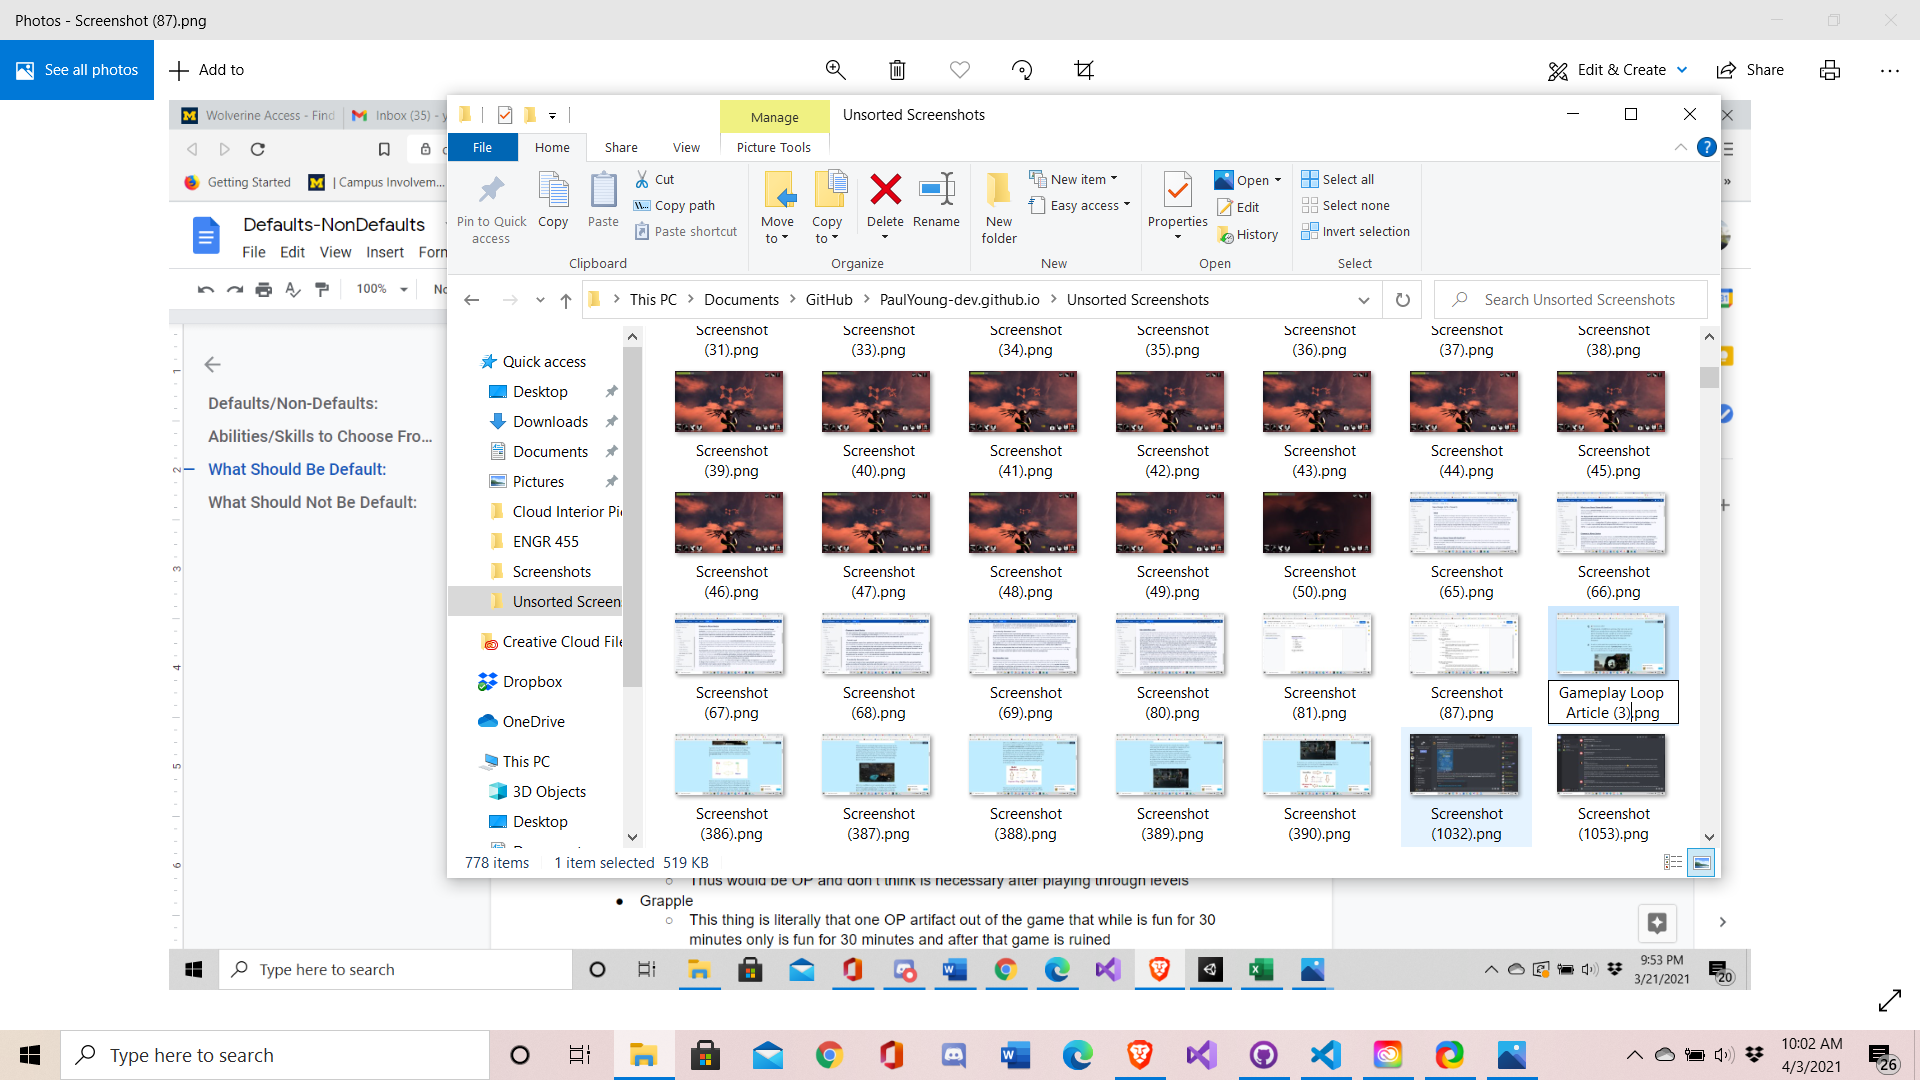 Photos - Screenshot (87).png
See all photos
Add to
Edit & Create
Share
Wolverine Access - Find
Inbox (35) - y
Getting Started
| Campus Involvem...
Defaults-NonDefaults
File Edit View Insert Form
100%
Defaults/Non-Defaults:
Abilities/Skills to Choose Fro...
What Should Be Default:
What Should Not Be Default:
Manage
Unsorted Screenshots
File Home Share View Picture Tools
Pin to Quick access
Copy
Paste
Cut
Copy path
Paste shortcut
Clipboard
Move to
Copy to
Delete
Rename
Organize
New folder
New item
Easy access
New
Properties
Open
Edit
History
Open
Select all
Select none
Invert selection
Select
This PC > Documents > GitHub > PaulYoung-dev.github.io > Unsorted Screenshots
Search Unsorted Screenshots
Quick access
Desktop
Downloads
Documents
Pictures
Cloud Interior Pi
ENGR 455
Screenshots
Unsorted Screens
Creative Cloud File
Dropbox
OneDrive
This PC
3D Objects
Desktop
Screenshot (31).png
Screenshot (33).png
Screenshot (34).png
Screenshot (35).png
Screenshot (36).png
Screenshot (37).png
Screenshot (38).png
Screenshot (39).png
Screenshot (40).png
Screenshot (41).png
Screenshot (42).png
Screenshot (43).png
Screenshot (44).png
Screenshot (45).png
Screenshot (46).png
Screenshot (47).png
Screenshot (48).png
Screenshot (49).png
Screenshot (50).png
Screenshot (65).png
Screenshot (66).png
Screenshot (67).png
Screenshot (68).png
Screenshot (69).png
Screenshot (80).png
Screenshot (81).png
Screenshot (87).png
Gameplay Loop Article (3).png
Screenshot (386).png
Screenshot (387).png
Screenshot (388).png
Screenshot (389).png
Screenshot (390).png
Screenshot (1032).png
Screenshot (1053).png
778 items 1 item selected 519 KB
Thus would be OP and don't think is necessary after playing through levels
Grapple
This thing is literally that one OP artifact out of the game that while is fun for 30
minutes only is fun for 30 minutes and after that game is ruined
Type here to search
9:53 PM
3/21/2021
20
Type here to search
10:02 AM
4/3/2021
26